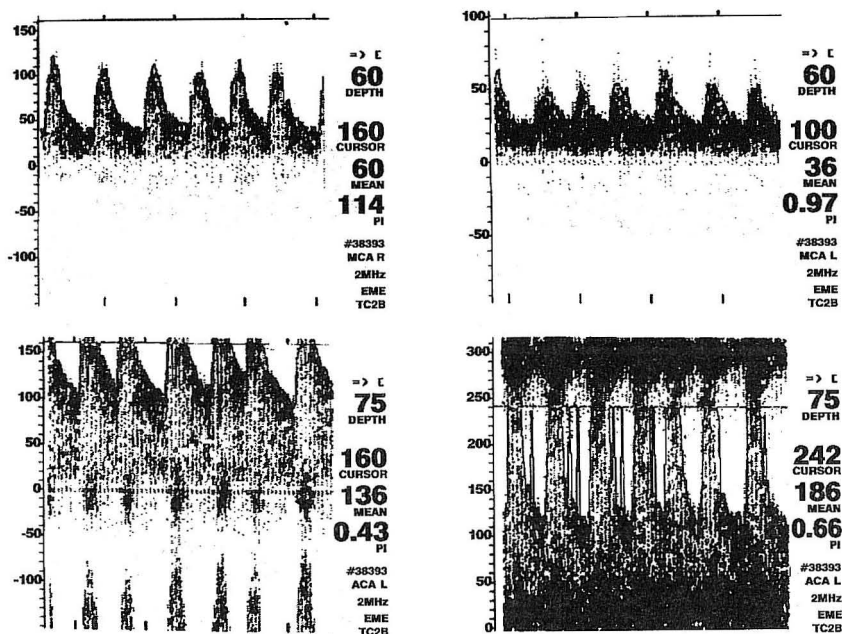 150
100
50
0
-50
-100
=> [
60
DEPTH
160
CURSOR
60
MEAN
114
PI
#38393
MCA R
2MHz
EME
TC2B
100
50
0
-50
=> [
60
DEPTH
100
CURSOR
36
MEAN
0.97
PI
#38393
MCA L
2MHz
EME
TC2B
150
100
50
0
-50
-100
=> [
75
DEPTH
160
CURSOR
136
MEAN
0.43
PI
#38393
ACA L
2MHz
EME
TC2B
300
250
200
150
100
50
0
=> [
75
DEPTH
242
CURSOR
186
MEAN
0.66
PI
#38393
ACA L
2MHz
EME
TC2B